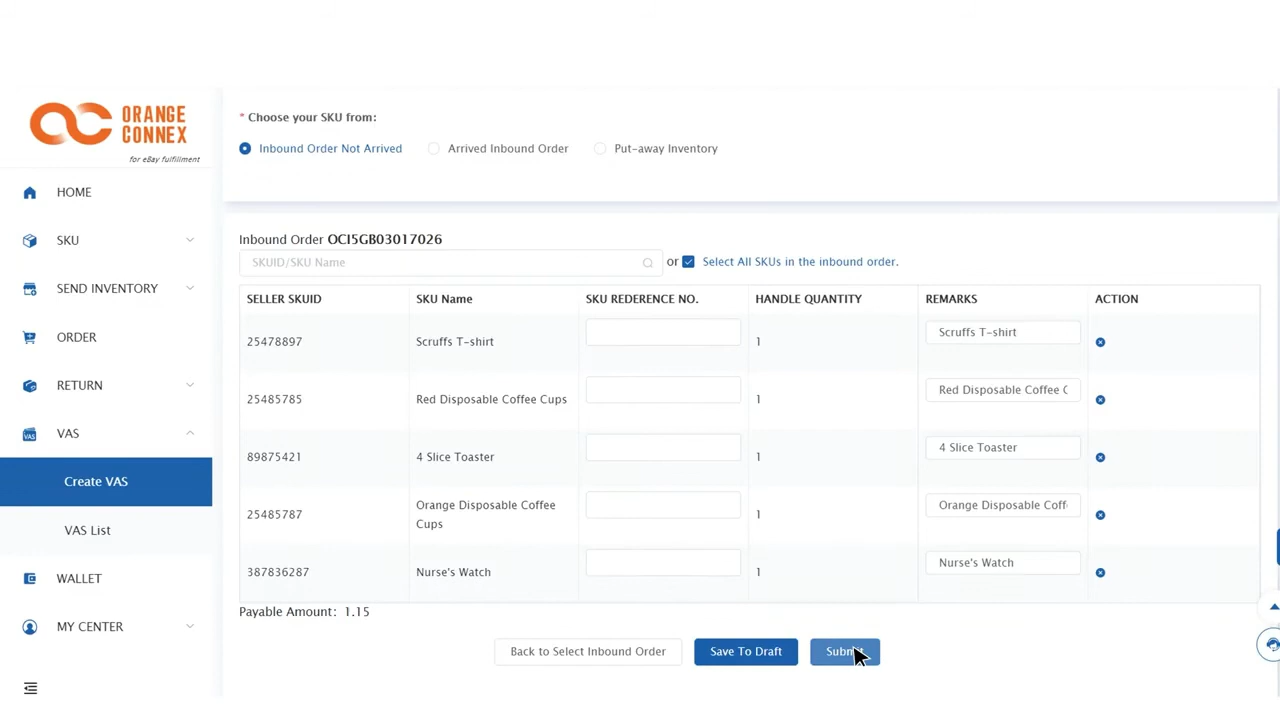 ORANGE
CONNEX
for eBay fulfillment
HOME
SKU
SEND INVENTORY
ORDER
RETURN
VAS
VAS
Create VAS
VAS List
WALLET
MY CENTER
* Choose your SKU from:
Inbound Order Not Arrived Arrived Inbound Order Put-away Inventory
Inbound Order OCI5GB03017026
SKUID/SKU Name or Select All SKUs in the inbound order.
SELLER SKUID SKU Name SKU REDERENCE NO. HANDLE QUANTITY REMARKS ACTION
25478897 Scruffs T-shirt 1 Scruffs T-shirt
25485785 Red Disposable Coffee Cups 1 Red Disposable Coffee C
89875421 4 Slice Toaster 1 4 Slice Toaster
25485787 Orange Disposable Coffee Cups 1 Orange Disposable Coff
387836287 Nurse's Watch 1 Nurse's Watch
Payable Amount: 1.15
Back to Select Inbound Order Save To Draft Submit